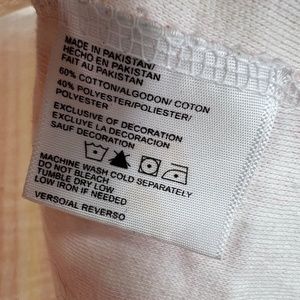 MADE IN PAKISTAN/
HECHO EN PAKISTAN
FAIT AU PAKISTAN
60% COTTON/ALGODON/ COTON
40% POLYESTER/POLIESTER/
POLYESTER
EXCLUSIVE OF DECORATION
EXCLUYE LA DECORACION
SAUF DECORATION
MACHINE WASH COLD SEPARATELY
DO NOT BLEACH
TUMBLE DRY LOW
LOW IRON IF NEEDED
VERSO/AL REVERSO